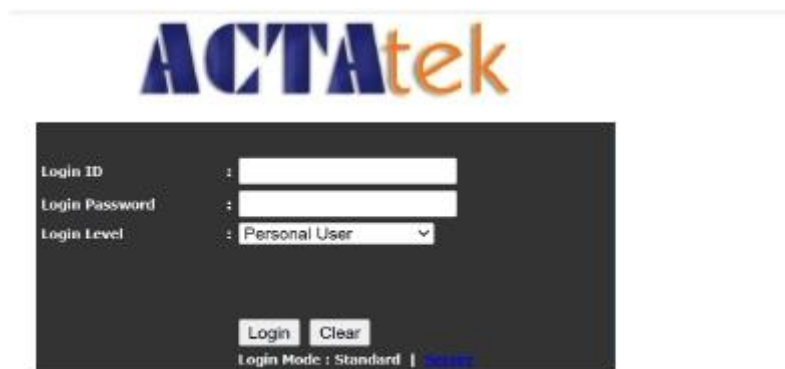 ACTAtek
Login ID :
Login Password :
Login Level : Personal User
Login Clear
Login Mode : Standard |